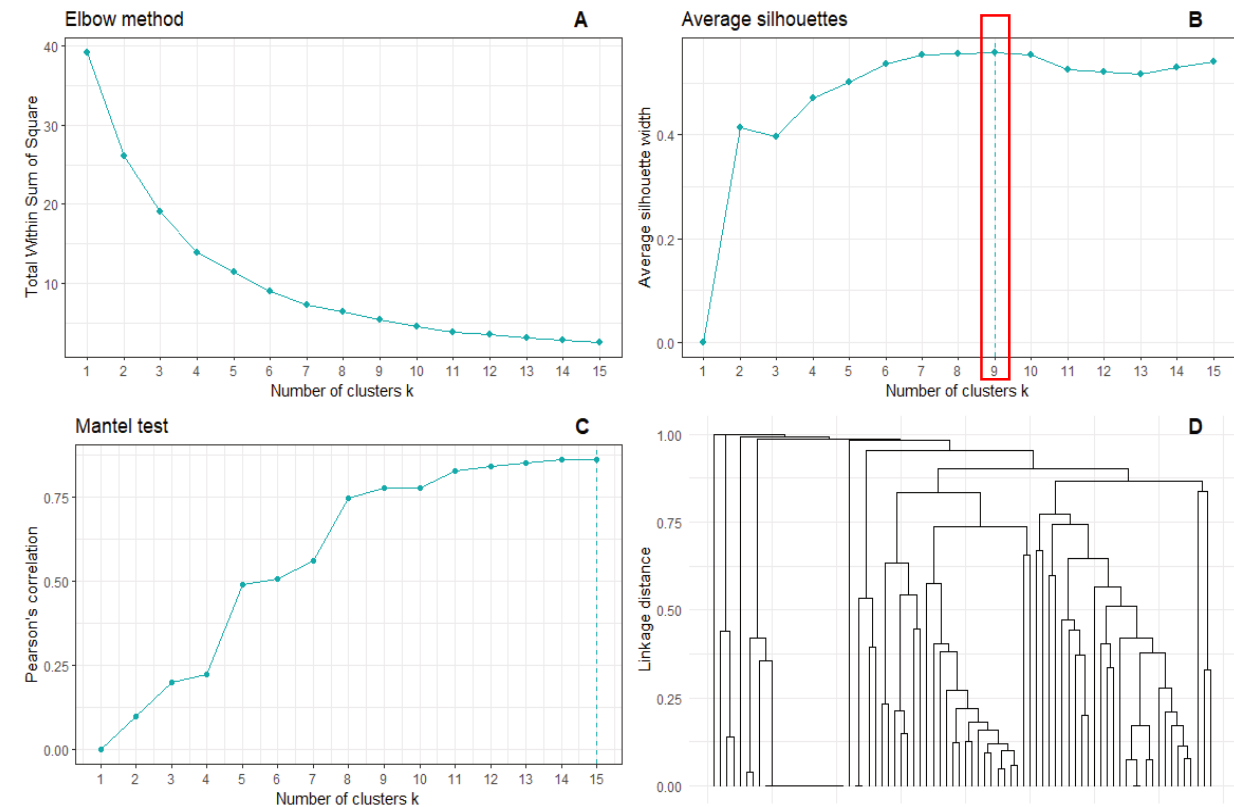 Elbow method
A
Total Within Sum of Square
40
30
20
10
1 2 3 4 5 6 7 8 9 10 11 12 13 14 15
Number of clusters k
Average silhouettes
B
Average silhouette width
0.4
0.2
0.0
1 2 3 4 5 6 7 8 9 10 11 12 13 14 15
Number of clusters k
Mantel test
C
Pearson's correlation
0.75
0.50
0.25
0.00
1 2 3 4 5 6 7 8 9 10 11 12 13 14 15
Number of clusters k
D
Linkage distance
1.00
0.75
0.50
0.25
0.00